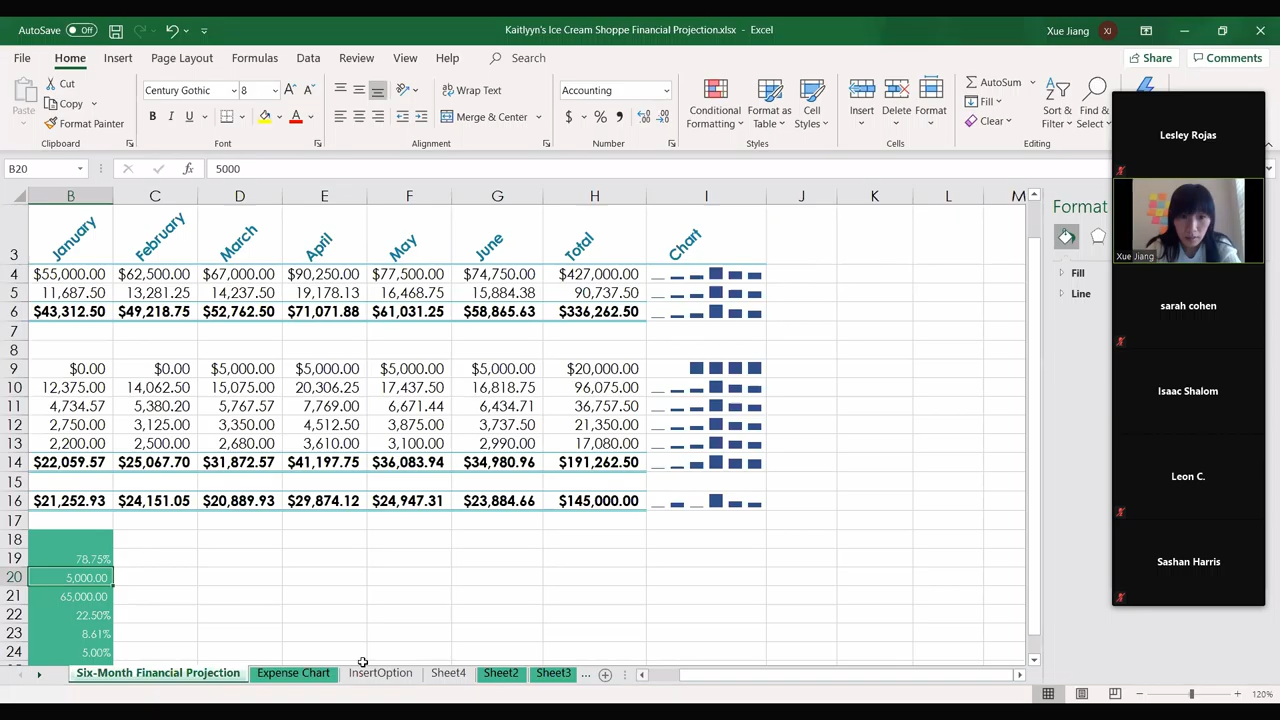 AutoSave Off
Kaitlyyn's Ice Cream Shoppe Financial Projection.xlsx - Excel
Xue Jiang XJ
File Home Insert Page Layout Formulas Data Review View Help Search Share Comments
Paste Cut Copy Format Painter
Clipboard
Century Gothic 8
B I U
Font
Wrap Text
Merge & Center
Alignment
Accounting
$ % ,
Number
Conditional Formatting
Format as Table
Cell Styles
Styles
Insert Delete Format
Cells
AutoSum
Fill
Clear
Sort & Filter
Find & Select
Editing
B20 fx 5000
B C D E F G H I J K L M
3 January February March April May June Total Chart
4 $55,000.00 $62,500.00 $67,000.00 $90,250.00 $77,500.00 $74,750.00 $427,000.00
5 11,687.50 13,281.25 14,237.50 19,178.13 16,468.75 15,884.38 90,737.50
6 $43,312.50 $49,218.75 $52,762.50 $71,071.88 $61,031.25 $58,865.63 $336,262.50
7
8
9 $0.00 $0.00 $5,000.00 $5,000.00 $5,000.00 $5,000.00 $20,000.00
10 12,375.00 14,062.50 15,075.00 20,306.25 17,437.50 16,818.75 96,075.00
11 4,734.57 5,380.20 5,767.57 7,769.00 6,671.44 6,434.71 36,757.50
12 2,750.00 3,125.00 3,350.00 4,512.50 3,875.00 3,737.50 21,350.00
13 2,200.00 2,500.00 2,680.00 3,610.00 3,100.00 2,990.00 17,080.00
14 $22,059.57 $25,067.70 $31,872.57 $41,197.75 $36,083.94 $34,980.96 $191,262.50
15
16 $21,252.93 $24,151.05 $20,889.93 $29,874.12 $24,947.31 $23,884.66 $145,000.00
17
18
19 78.75%
20 5,000.00
21 65,000.00
22 22.50%
23 8.61%
24 5.00%
Six-Month Financial Projection Expense Chart InsertOption Sheet4 Sheet2 Sheet3 ...
120%
Format
Fill
Line
Lesley Rojas
Xue Jiang
sarah cohen
Isaac Shalom
Leon C.
Sashan Harris